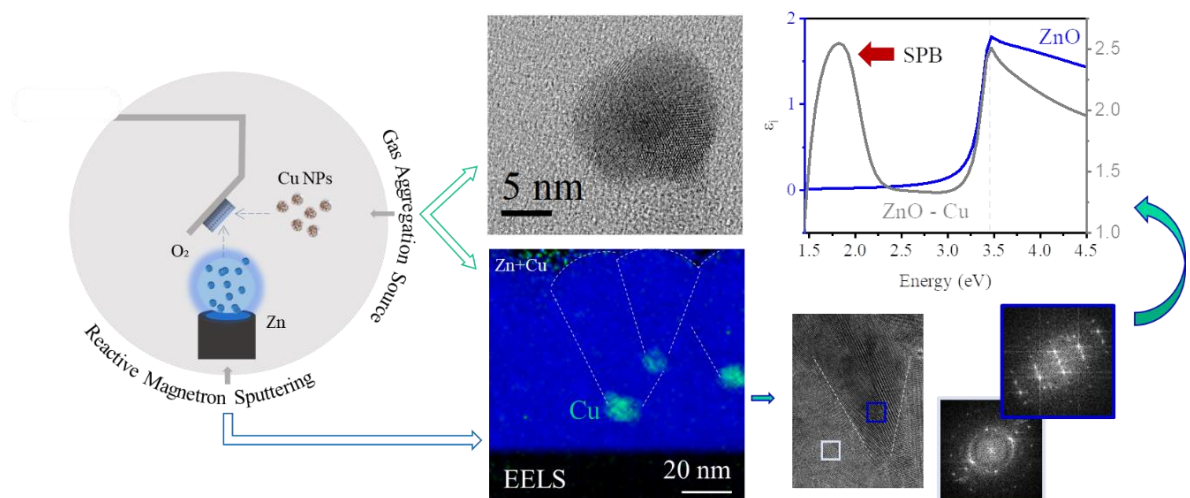 Cu NPs
O₂
Zn
Reactive Magnetron Sputtering
Gas Aggregation Source
5 nm
Zn+Cu
Cu
EELS
20 nm
2
1
0
εᵢ
ZnO
SPB
ZnO - Cu
2.5
2.0
1.5
1.0
1.5 2.0 2.5 3.0 3.5 4.0 4.5
Energy (eV)